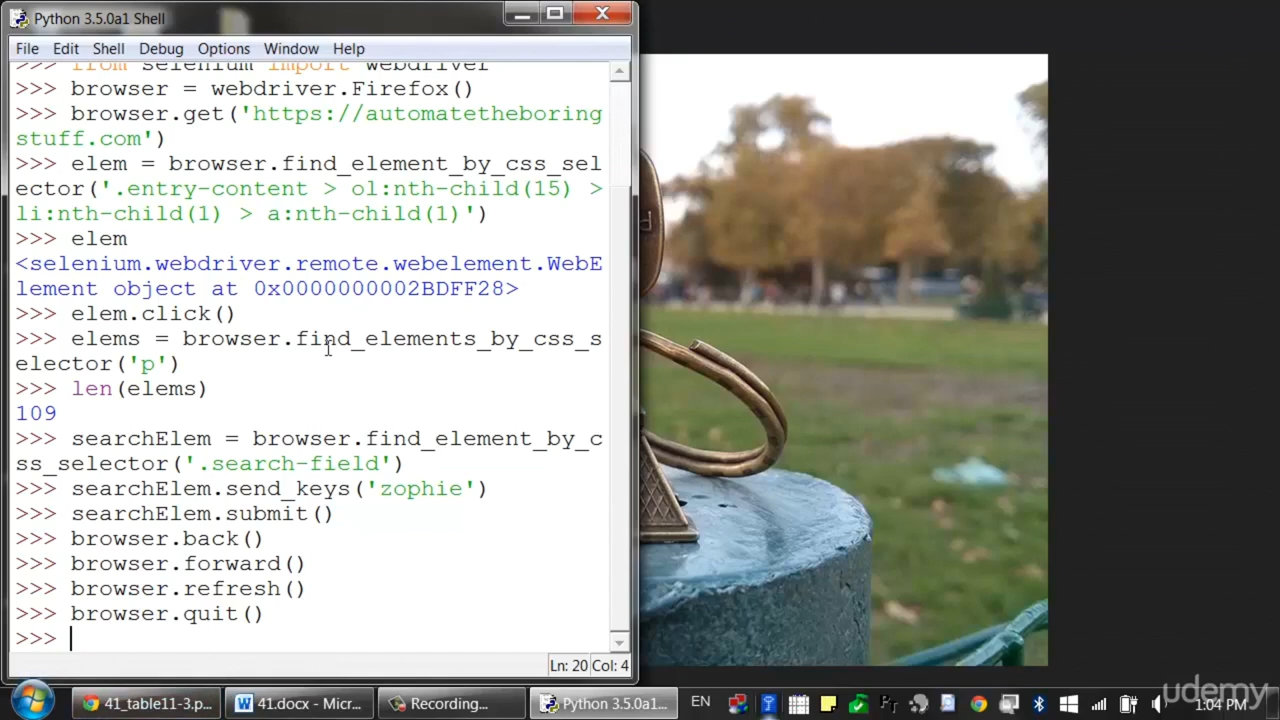 Python 3.5.0a1 Shell
File Edit Shell Debug Options Window Help
>>> from selenium import webdriver
>>> browser = webdriver.Firefox()
>>> browser.get('https://automatetheboring
stuff.com')
>>> elem = browser.find_element_by_css_sel
ector('.entry-content > ol:nth-child(15) >
li:nth-child(1) > a:nth-child(1)')
>>> elem
<selenium.webdriver.remote.webelement.WebE
lement object at 0x0000000002BDFF28>
>>> elem.click()
>>> elems = browser.find_elements_by_css_s
elector('p')
>>> len(elems)
109
>>> searchElem = browser.find_element_by_c
ss_selector('.search-field')
>>> searchElem.send_keys('zophie')
>>> searchElem.submit()
>>> browser.back()
>>> browser.forward()
>>> browser.refresh()
>>> browser.quit()
>>>
Ln: 20 Col: 4
41_table11-3.p... 41.docx - Micr... Recording... Python 3.5.0a1... EN 1:04 PM
udemy